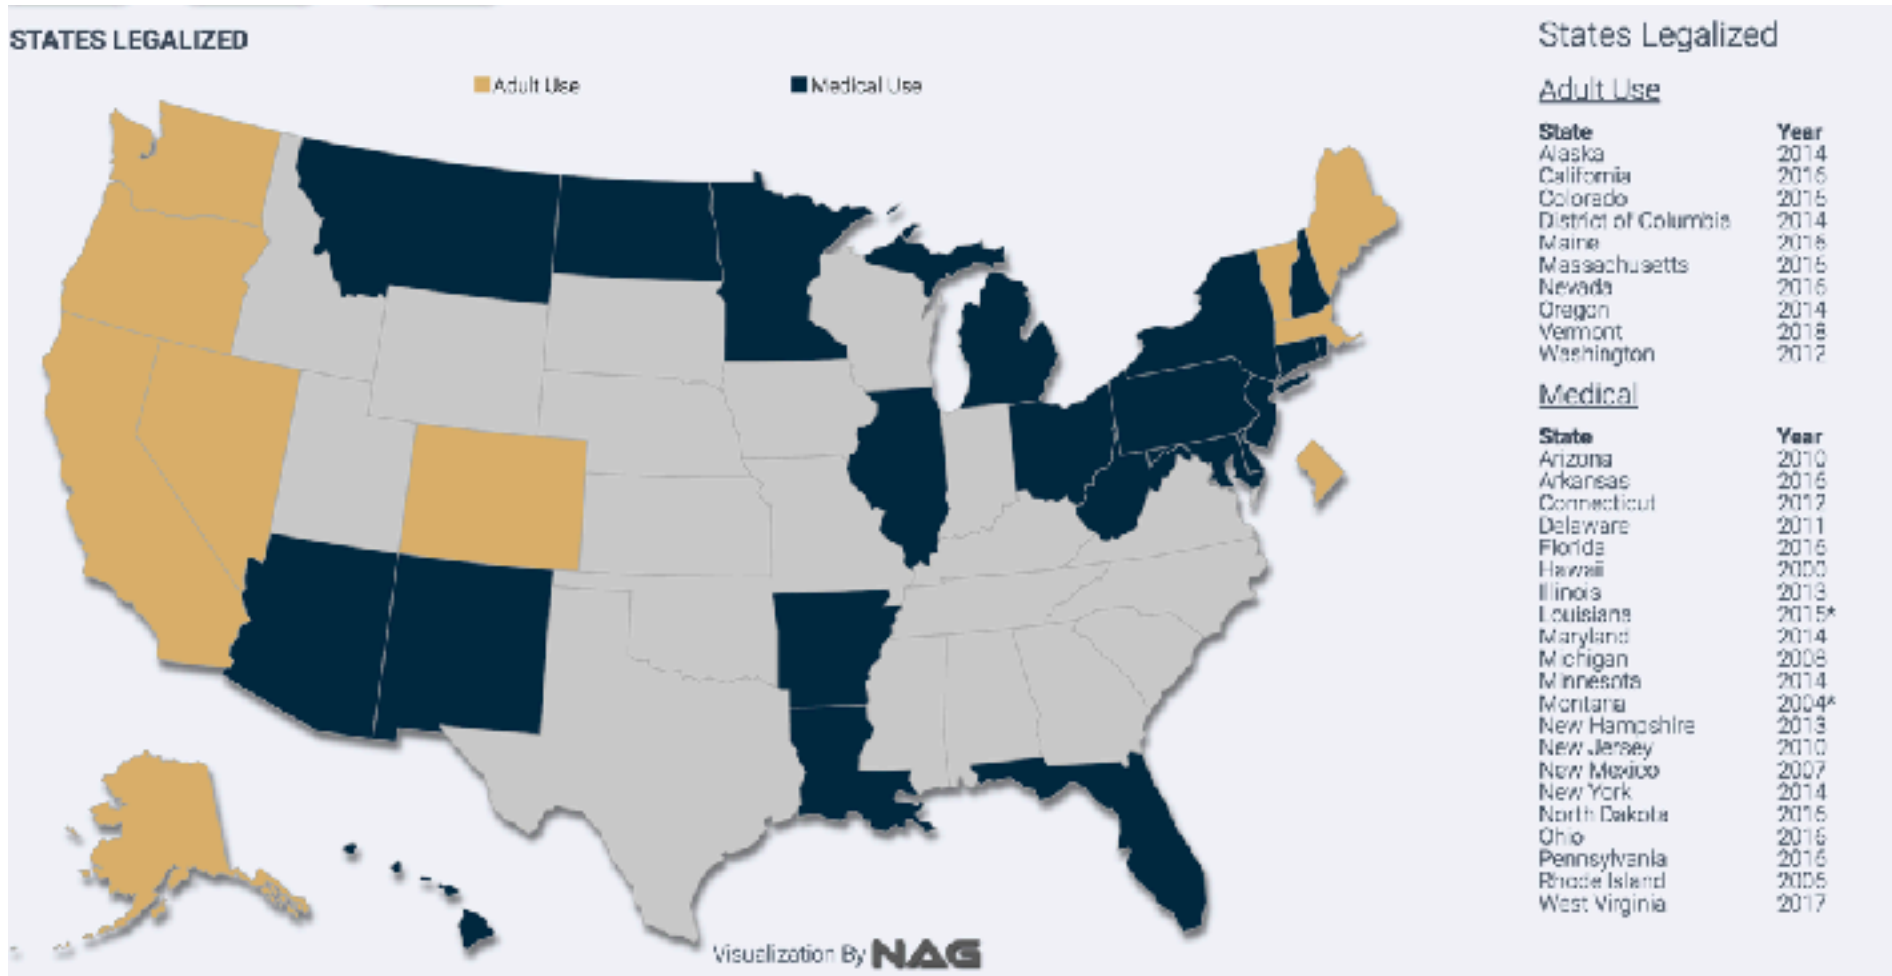 STATES LEGALIZED
Adult Use
Medical Use
States Legalized
Adult Use
State Year
Alaska 2014
California 2016
Colorado 2016
District of Columbia 2014
Maine 2016
Massachusetts 2016
Nevada 2016
Oregon 2014
Vermont 2018
Washington 2012
Medical
State Year
Arizona 2010
Arkansas 2016
Connecticut 2012
Delaware 2011
Florida 2016
Hawaii 2000
Illinois 2013
Louisiana 2015*
Maryland 2014
Michigan 2008
Minnesota 2014
Montana 2004*
New Hampshire 2013
New Jersey 2010
New Mexico 2007
New York 2014
North Dakota 2016
Ohio 2016
Pennsylvania 2016
Rhode Island 2006
West Virginia 2017
Visualization By NAG